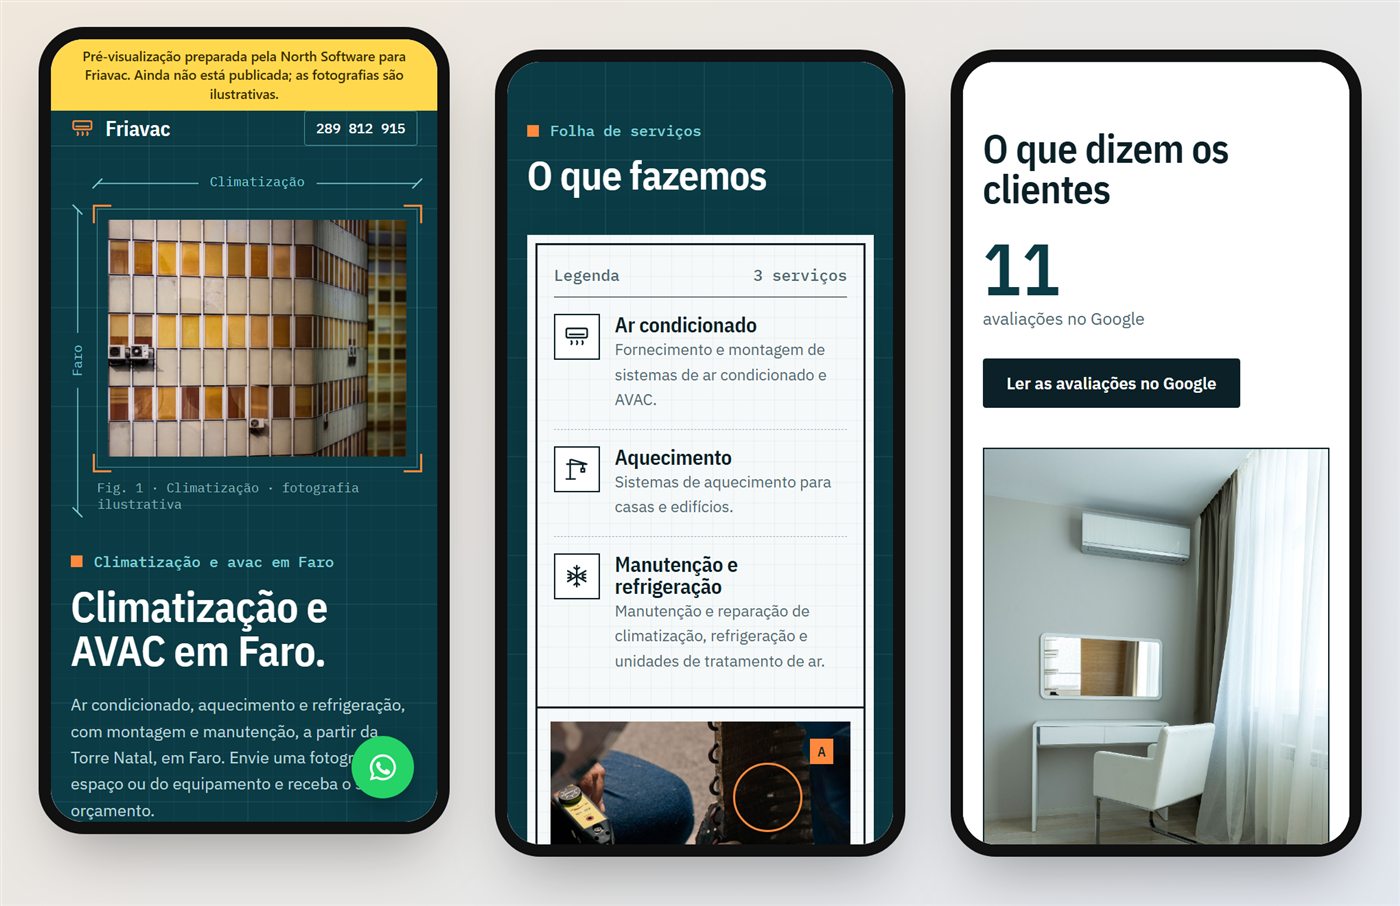 Pré-visualização preparada pela North Software para
Friavac. Ainda não está publicada; as fotografias são
ilustrativas.
Friavac
289 812 915
Climatização
Faro
Fig. 1 · Climatização · fotografia
ilustrativa
Climatização e avac em Faro
Climatização e
AVAC em Faro.
Ar condicionado, aquecimento e refrigeração,
com montagem e manutenção, a partir da
Torre Natal, em Faro. Envie uma
espaço ou do equipamento e receba o
orçamento.
Folha de serviços
O que fazemos
Legenda
3 serviços
Ar condicionado
Fornecimento e montagem de
sistemas de ar condicionado e
AVAC.
Aquecimento
Sistemas de aquecimento para
casas e edifícios.
Manutenção e
refrigeração
Manutenção e reparação de
climatização, refrigeração e
unidades de tratamento de ar.
A
O que dizem os
clientes
11
avaliações no Google
Ler as avaliações no Google